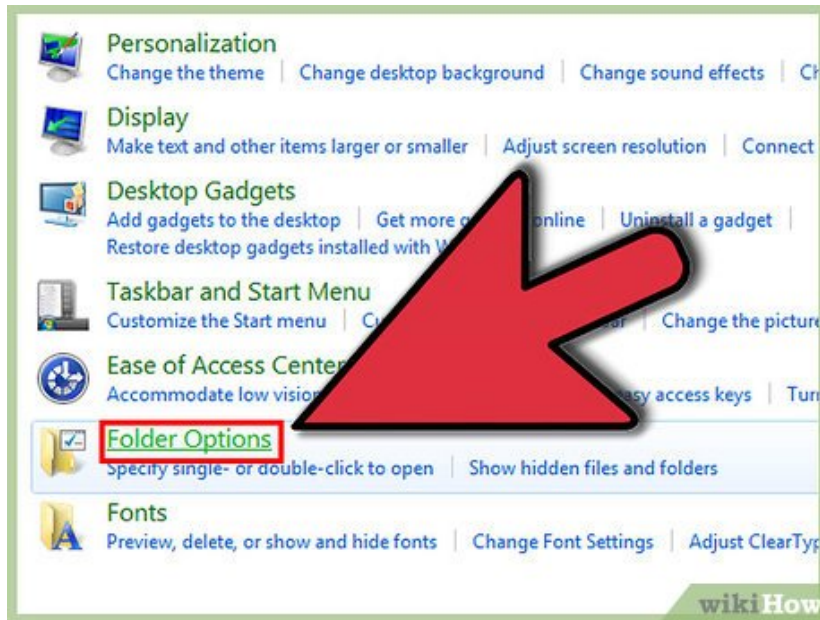 Personalization
Change the theme | Change desktop background | Change sound effects | Ch
Display
Make text and other items larger or smaller | Adjust screen resolution | Connect
Desktop Gadgets
Add gadgets to the desktop | Get more online | Uninstall a gadget |
Restore desktop gadgets installed with W
Taskbar and Start Menu
Customize the Start menu | | Change the picture
Ease of Access Center
Accommodate low vision easy access keys | Turn
Folder Options
Specify single- or double-click to open | Show hidden files and folders
Fonts
Preview, delete, or show and hide fonts | Change Font Settings | Adjust ClearTyp
wikiHow